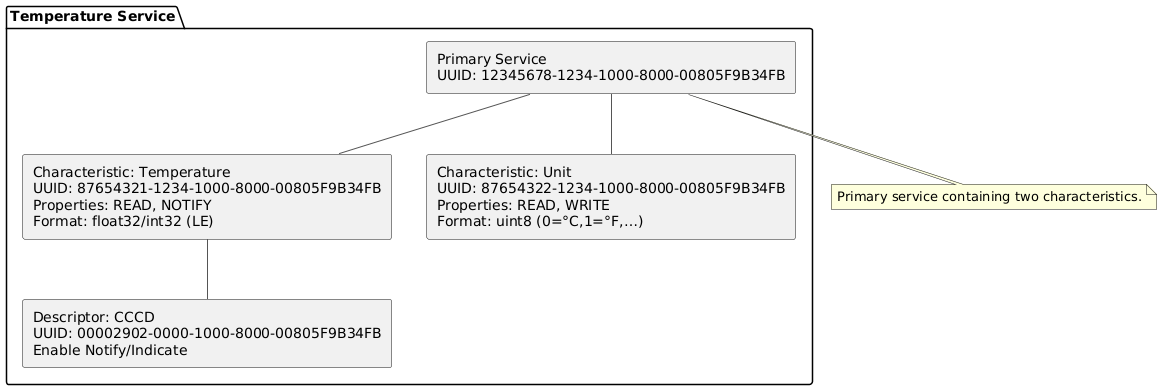 Temperature Service
Primary Service
UUID: 12345678-1234-1000-8000-00805F9B34FB
Characteristic: Temperature
UUID: 87654321-1234-1000-8000-00805F9B34FB
Properties: READ, NOTIFY
Format: float32/int32 (LE)
Characteristic: Unit
UUID: 87654322-1234-1000-8000-00805F9B34FB
Properties: READ, WRITE
Format: uint8 (0=°C,1=°F,...)
Primary service containing two characteristics.
Descriptor: CCCD
UUID: 00002902-0000-1000-8000-00805F9B34FB
Enable Notify/Indicate